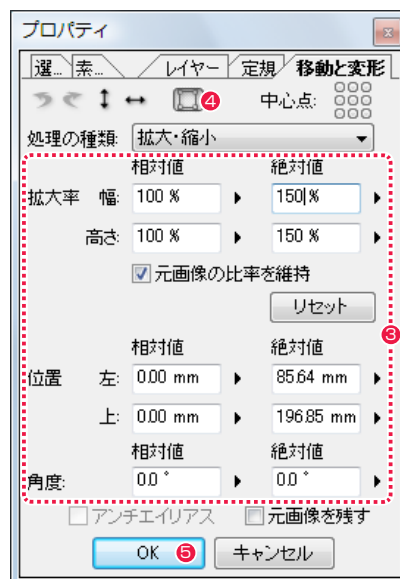 プロパティ
選... 素... レイヤー 定規 移動と変形
④ 中心点:
処理の種類: 拡大・縮小
相対値 絶対値
拡大率 幅: 100 % 150 %
高さ: 100 % 150 %
元画像の比率を維持
リセット
③
相対値 絶対値
位置 左: 0.00 mm 85.64 mm
上: 0.00 mm 196.85 mm
相対値 絶対値
角度: 0.0 ° 0.0 °
アンチエイリアス 元画像を残す
OK ⑤ キャンセル